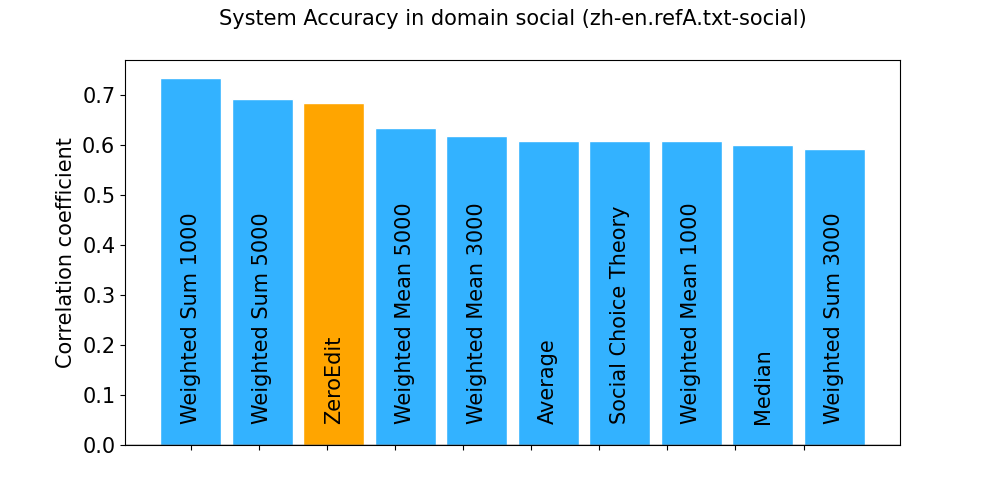 System Accuracy in domain social (zh-en.refA.txt-social)
Correlation coefficient
0.7
0.6
0.5
0.4
0.3
0.2
0.1
0.0
Weighted Sum 1000
Weighted Sum 5000
ZeroEdit
Weighted Mean 5000
Weighted Mean 3000
Average
Social Choice Theory
Weighted Mean 1000
Median
Weighted Sum 3000